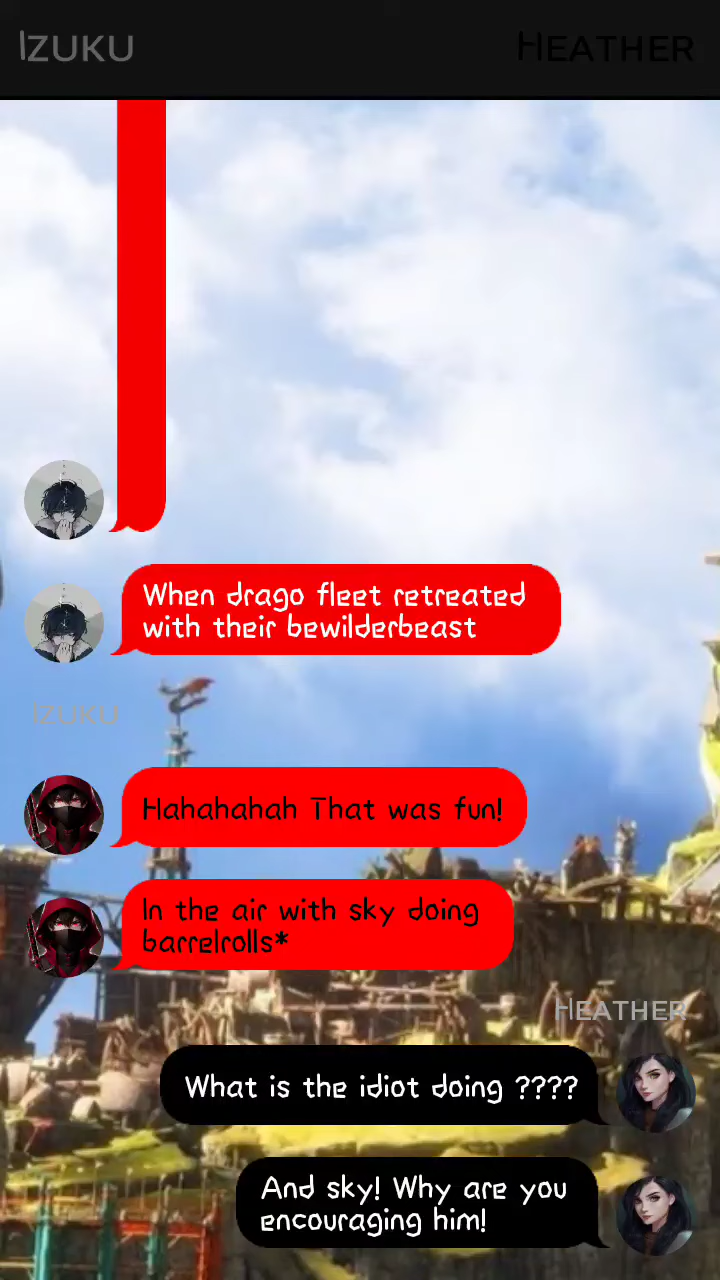 IZUKU
HEATHER
When drago fleet retreated
with their bewilderbeast
IZUKU
Hahahahah That was fun!
In the air with sky doing
barrelrolls*
HEATHER
What is the idiot doing ????
And sky! Why are you
encouraging him!